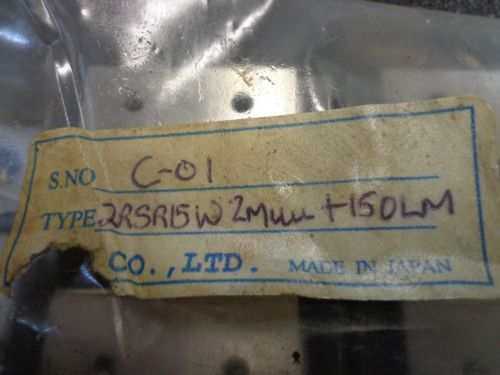 S.NO C-01
TYPE 2RSR15W2Muu +150LM
CO., LTD. MADE IN JAPAN